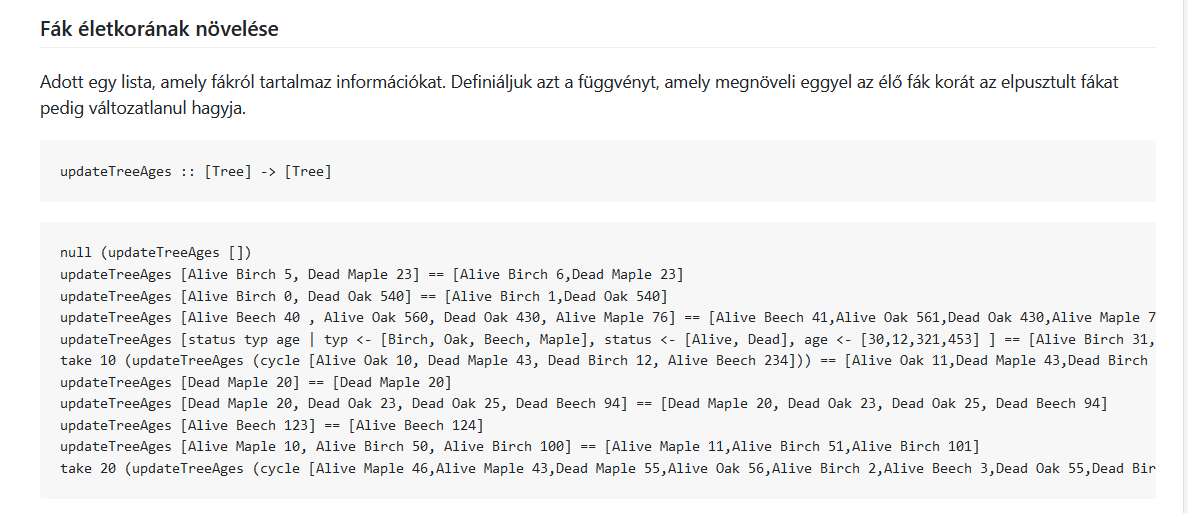 Fák életkorának növelése
Adott egy lista, amely fákról tartalmaz információkat. Definiáljuk azt a függvényt, amely megnöveli eggyel az élő fák korát az elpusztult fákat
pedig változatlanul hagyja.
updateTreeAges :: [Tree] -> [Tree]
null (updateTreeAges [])
updateTreeAges [Alive Birch 5, Dead Maple 23] == [Alive Birch 6,Dead Maple 23]
updateTreeAges [Alive Birch 0, Dead Oak 540] == [Alive Birch 1,Dead Oak 540]
updateTreeAges [Alive Beech 40 , Alive Oak 560, Dead Oak 430, Alive Maple 76] == [Alive Beech 41,Alive Oak 561,Dead Oak 430,Alive Maple 7
updateTreeAges [status typ age | typ <- [Birch, Oak, Beech, Maple], status <- [Alive, Dead], age <- [30,12,321,453] ] == [Alive Birch 31,
take 10 (updateTreeAges (cycle [Alive Oak 10, Dead Maple 43, Dead Birch 12, Alive Beech 234])) == [Alive Oak 11,Dead Maple 43,Dead Birch
updateTreeAges [Dead Maple 20] == [Dead Maple 20]
updateTreeAges [Dead Maple 20, Dead Oak 23, Dead Oak 25, Dead Beech 94] == [Dead Maple 20, Dead Oak 23, Dead Oak 25, Dead Beech 94]
updateTreeAges [Alive Beech 123] == [Alive Beech 124]
updateTreeAges [Alive Maple 10, Alive Birch 50, Alive Birch 100] == [Alive Maple 11,Alive Birch 51,Alive Birch 101]
take 20 (updateTreeAges (cycle [Alive Maple 46,Alive Maple 43,Dead Maple 55,Alive Oak 56,Alive Birch 2,Alive Beech 3,Dead Oak 55,Dead Bir